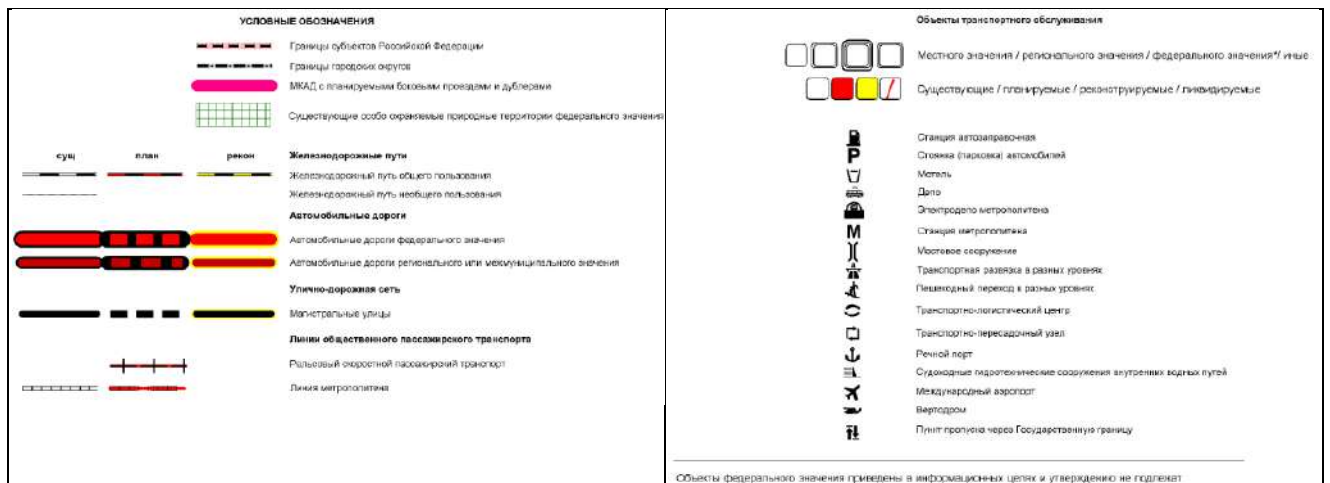 УСЛОВНЫЕ ОБОЗНАЧЕНИЯ
Границы субъектов Российской Федерации
Границы городских округов
МКАД с планируемыми боковыми проездами и дублерами
Существующие особо охраняемые природные территории федерального значения
сущ план рекон Железнодорожные пути
Железнодорожный путь общего пользования
Железнодорожный путь необщего пользования
Автомобильные дороги
Автомобильные дороги федерального значения
Автомобильные дороги регионального или межмуниципального значения
Улично-дорожная сеть
Магистральные улицы
Линии общественного пассажирского транспорта
Рельсовый скоростной пассажирский транспорт
Линия метрополитена
Объекты транспортного обслуживания
Местного значения / регионального значения / федерального значения*/ иные
Существующие / планируемые / реконструируемые / ликвидируемые
Станция автозаправочная
P Стоянка (парковка) автомобилей
Мотель
Депо
Электродепо метрополитена
М Станция метрополитена
Мостовое сооружение
Транспортная развязка в разных уровнях
Пешеходный переход в разных уровнях
Транспортно-логистический центр
Транспортно-пересадочный узел
Речной порт
Судоходные гидротехнические сооружения внутренних водных путей
Международный аэропорт
Вертодром
Пункт пропуска через Государственную границу
Объекты федерального значения приведены в информационных целях и утверждению не подлежат